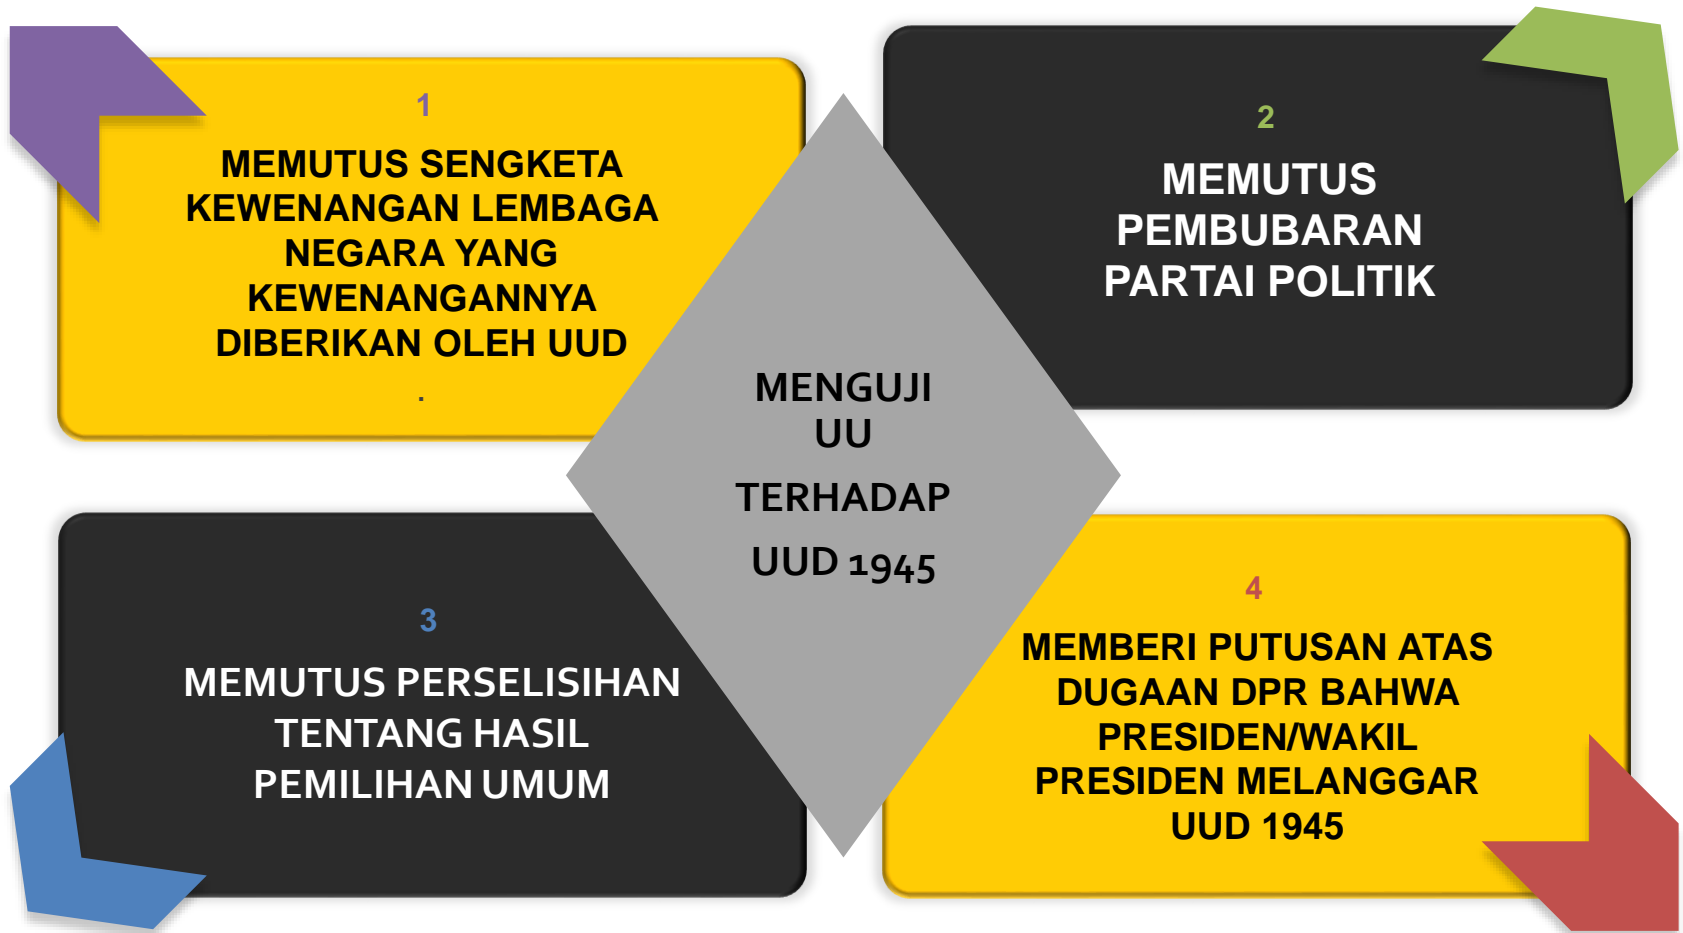 1
MEMUTUS SENGKETA
KEWENANGAN LEMBAGA
NEGARA YANG
KEWENANGANNYA
DIBERIKAN OLEH UUD
.
2
MEMUTUS
PEMBUBARAN
PARTAI POLITIK
MENGUJI
UU
TERHADAP
UUD 1945
3
MEMUTUS PERSELISIHAN
TENTANG HASIL
PEMILIHAN UMUM
4
MEMBERI PUTUSAN ATAS
DUGAAN DPR BAHWA
PRESIDEN/WAKIL
PRESIDEN MELANGGAR
UUD 1945